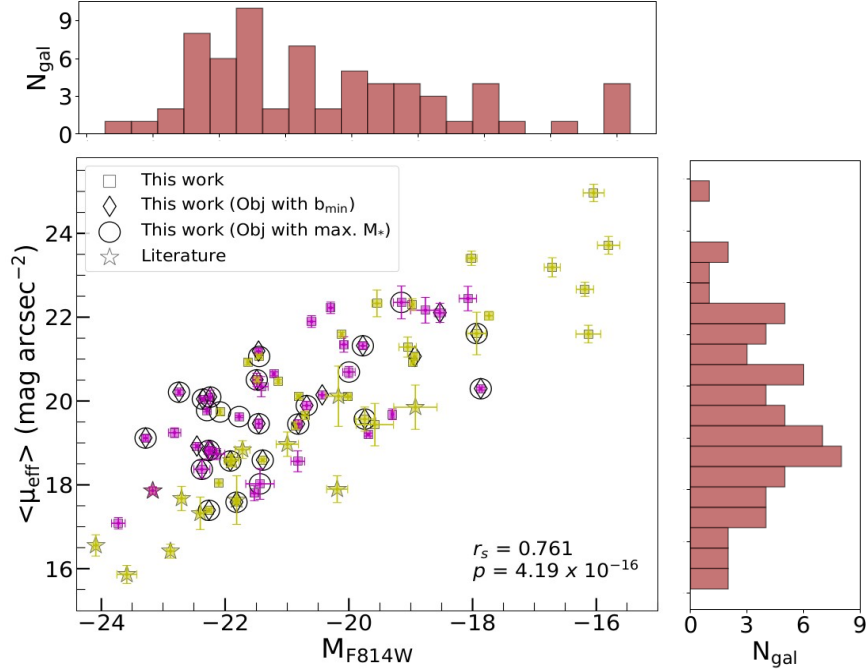 9
6
3
0
N_gal
This work
This work (Obj with b_min)
This work (Obj with max. M_*)
Literature
24
22
20
18
16
<μ_eff> (mag arcsec⁻²)
r_s = 0.761
p = 4.19 x 10⁻¹⁶
−24 −22 −20 −18 −16
M_F814W
0 3 6 9
N_gal